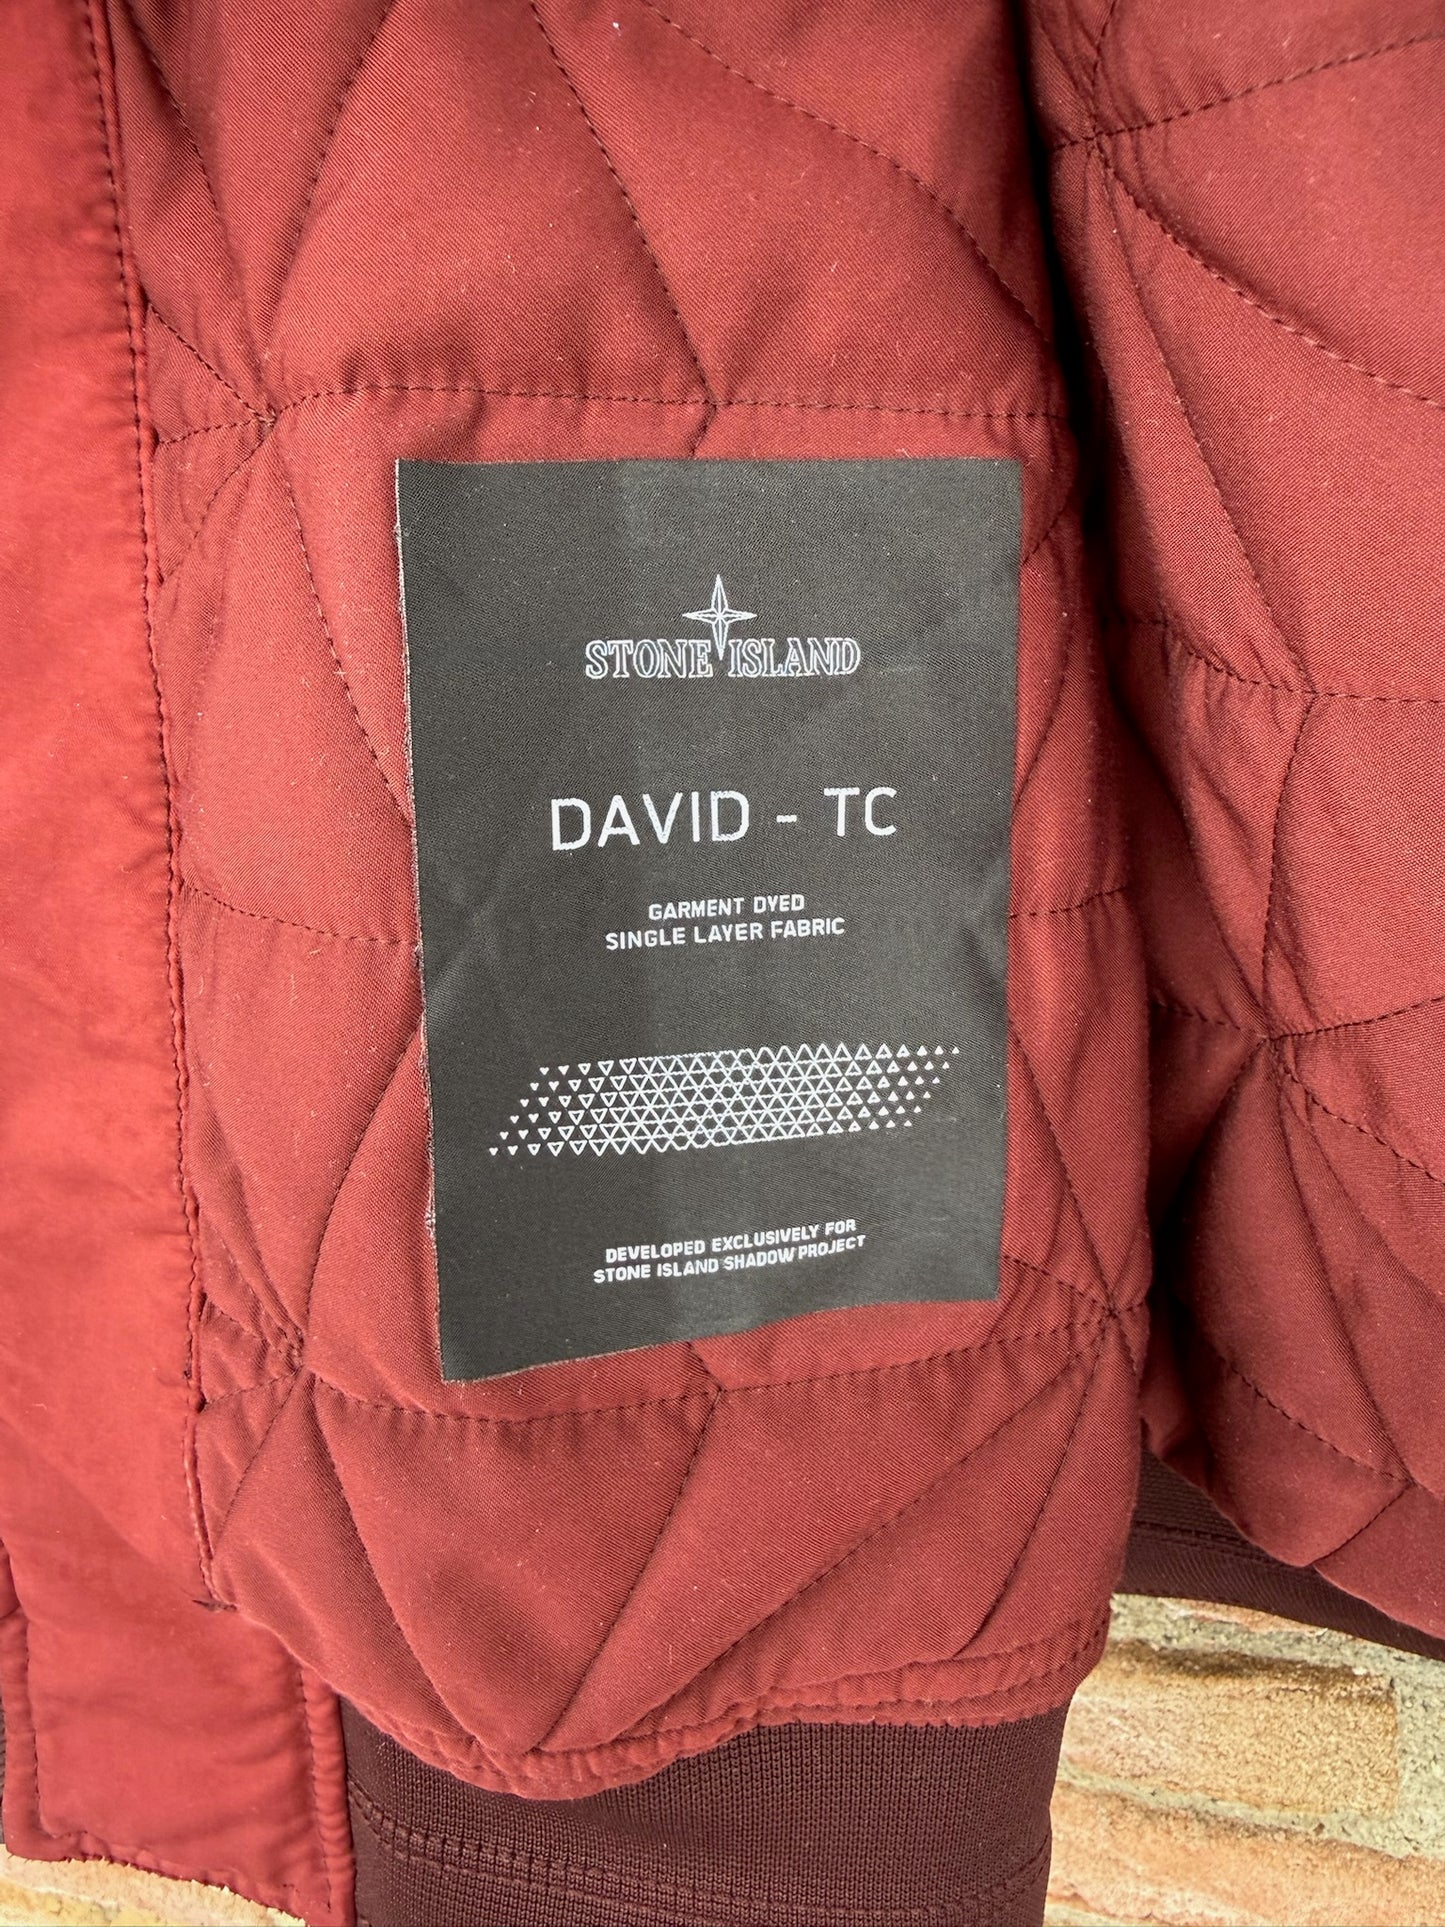 STONE ISLAND
DAVID - TC
GARMENT DYED
SINGLE LAYER FABRIC
DEVELOPED EXCLUSIVELY FOR
STONE ISLAND SHADOW PROJECT